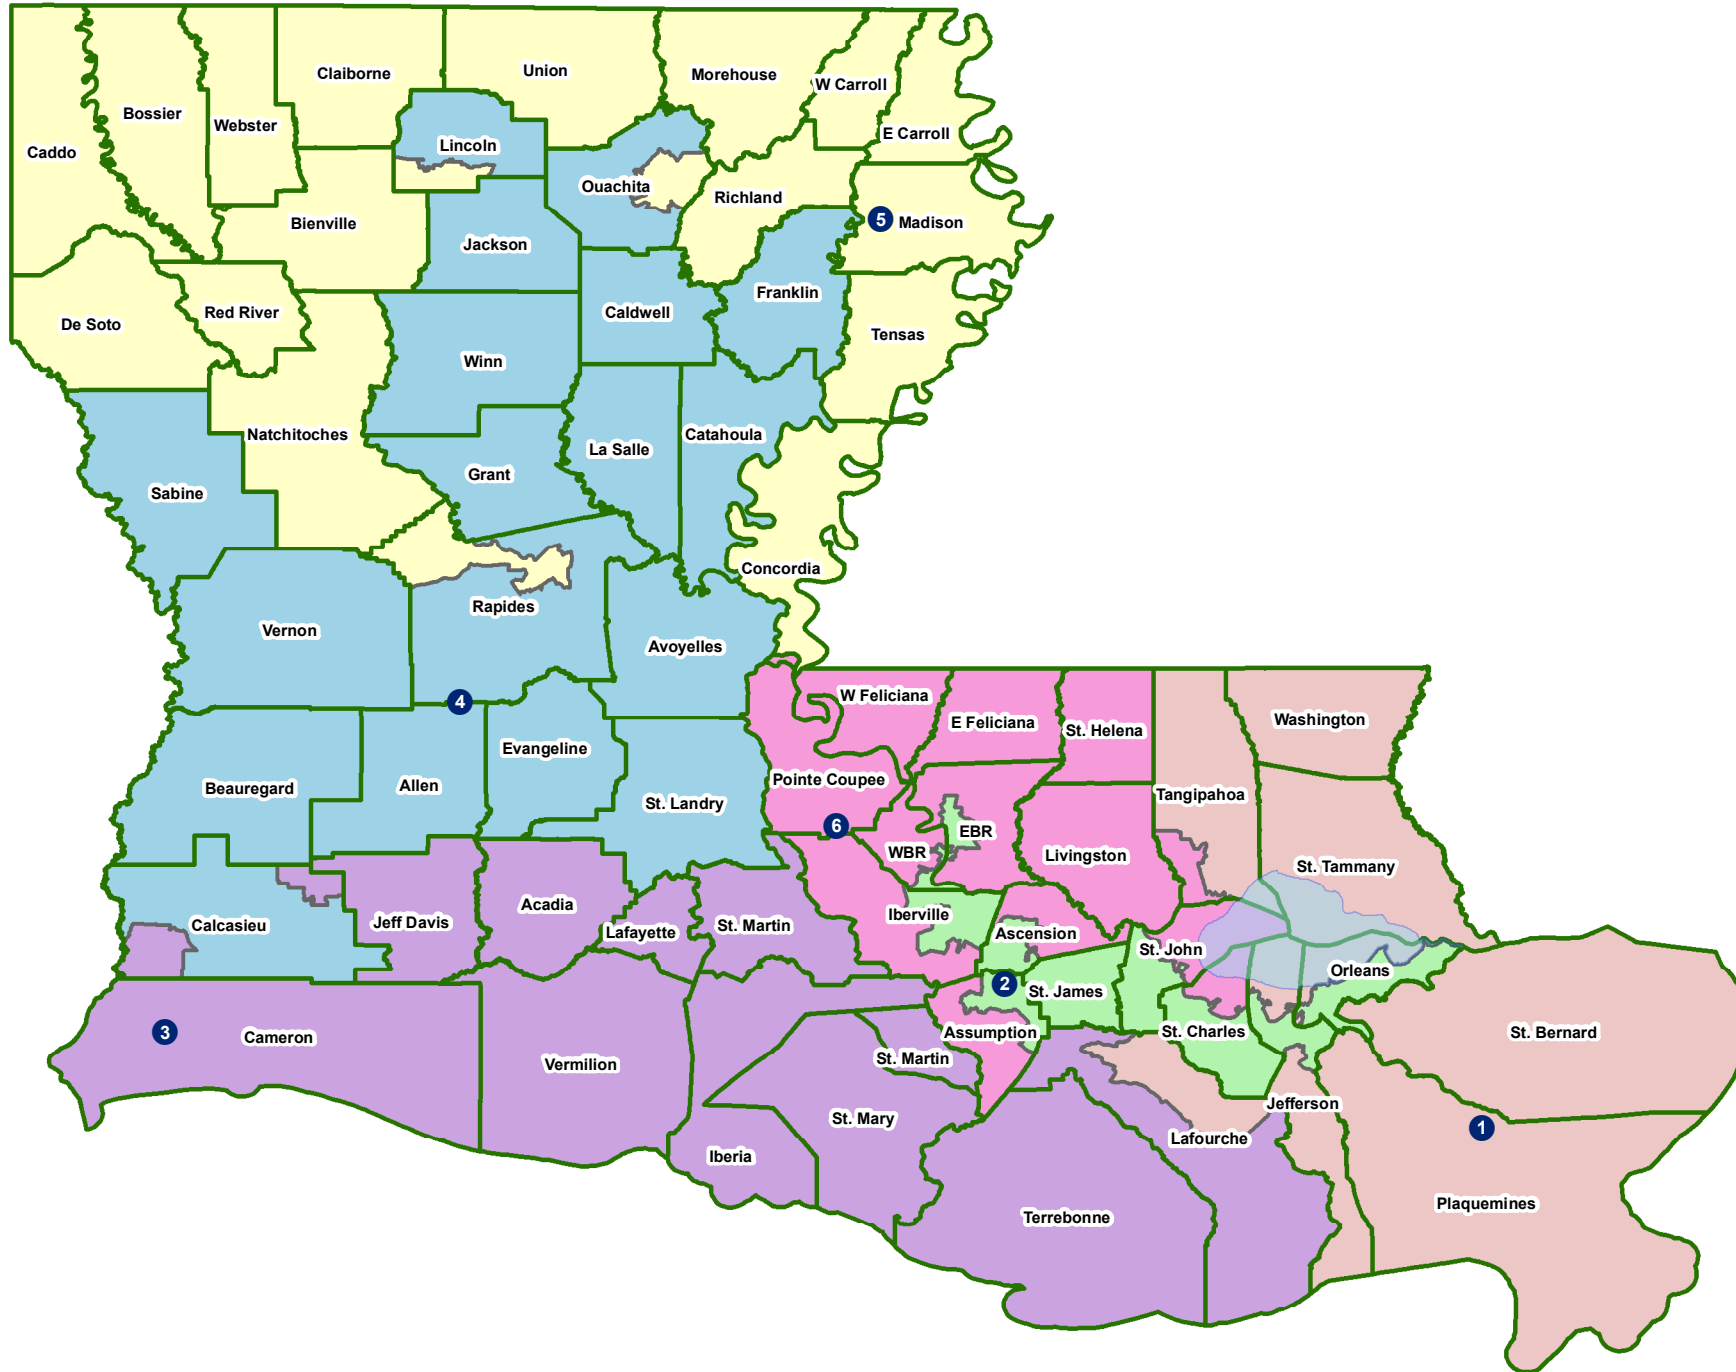 Claiborne
Union
Morehouse
W Carroll
Bossier
Webster
E Carroll
Caddo
Lincoln
Ouachita
Richland
5
Madison
Bienville
Jackson
Franklin
Red River
Caldwell
De Soto
Tensas
Winn
Natchitoches
Catahoula
La Salle
Grant
Sabine
Concordia
Rapides
Vernon
Avoyelles
W Feliciana
4
E Feliciana
St. Helena
Washington
Evangeline
Pointe Coupee
Beauregard
Allen
St. Landry
Tangipahoa
6
EBR
WBR
Livingston
St. Tammany
Acadia
Iberville
Calcasieu
Jeff Davis
Lafayette
St. Martin
Ascension
St. John
Orleans
2
St. James
3
Cameron
Assumption
St. Charles
St. Bernard
Vermilion
St. Martin
Jefferson
St. Mary
1
Lafourche
Iberia
Plaquemines
Terrebonne